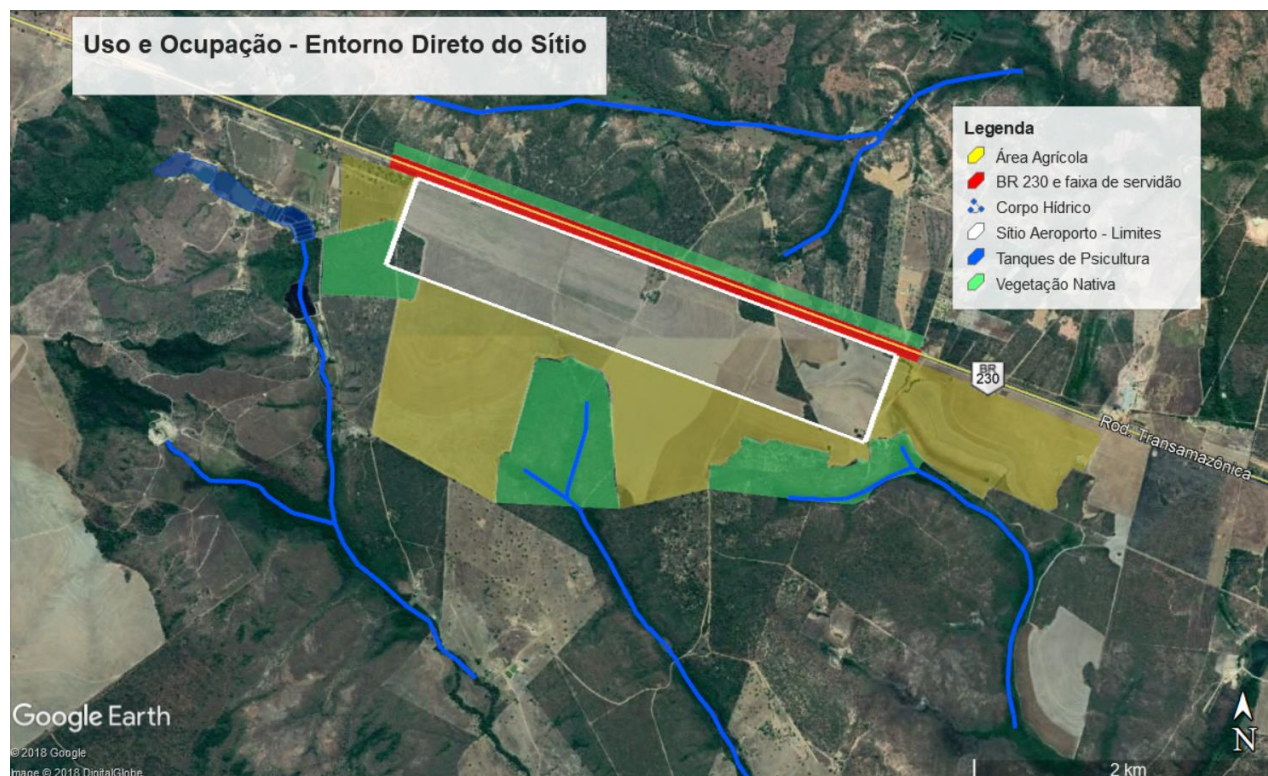 Uso e Ocupação - Entorno Direto do Sítio
Legenda
Área Agrícola
BR 230 e faixa de servidão
Corpo Hídrico
Sítio Aeroporto - Limites
Tanques de Psicultura
Vegetação Nativa
BR
230
Rod. Transamazônica
Google Earth
© 2018 Google
Image © 2018 DigitalGlobe
2 km
N